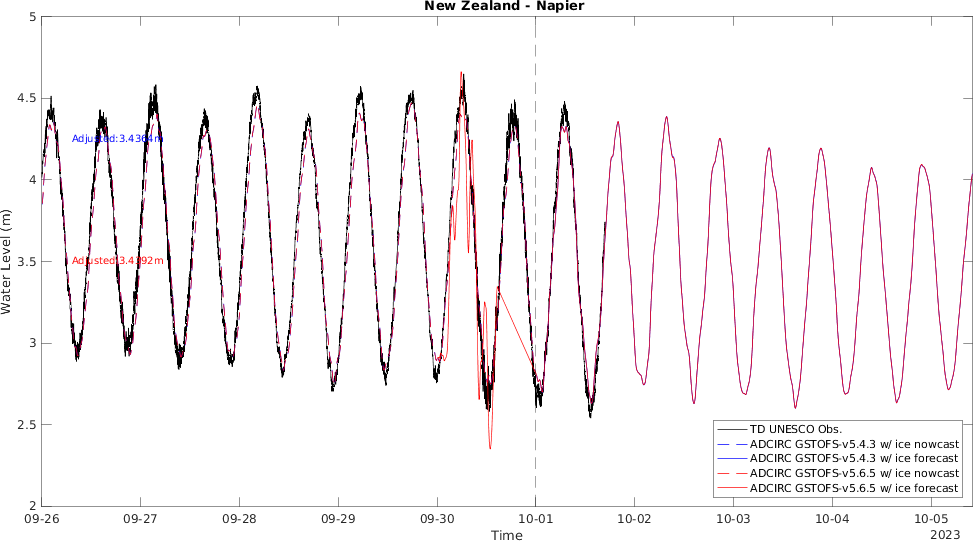 New Zealand - Napier
5
4.5
4
3.5
3
2.5
2
Water Level (m)
Adjusted:3.4364m
Adjusted:3.4392m
TD UNESCO Obs.
ADCIRC GSTOFS-v5.4.3 w/ ice nowcast
ADCIRC GSTOFS-v5.4.3 w/ ice forecast
ADCIRC GSTOFS-v5.6.5 w/ ice nowcast
ADCIRC GSTOFS-v5.6.5 w/ ice forecast
09-26 09-27 09-28 09-29 09-30 10-01 10-02 10-03 10-04 10-05
Time
2023